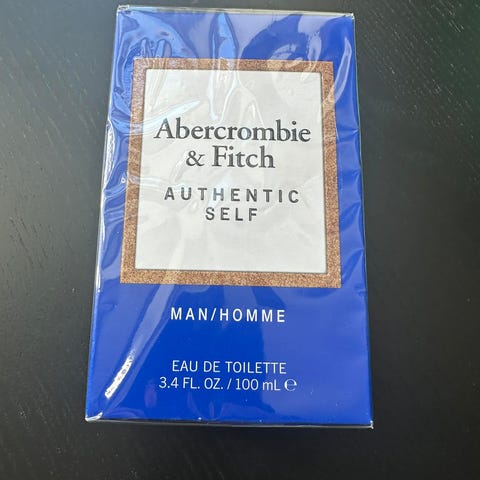 Abercrombie
& Fitch
AUTHENTIC
SELF
MAN/HOMME
EAU DE TOILETTE
3.4 FL. OZ. / 100 mL ℮